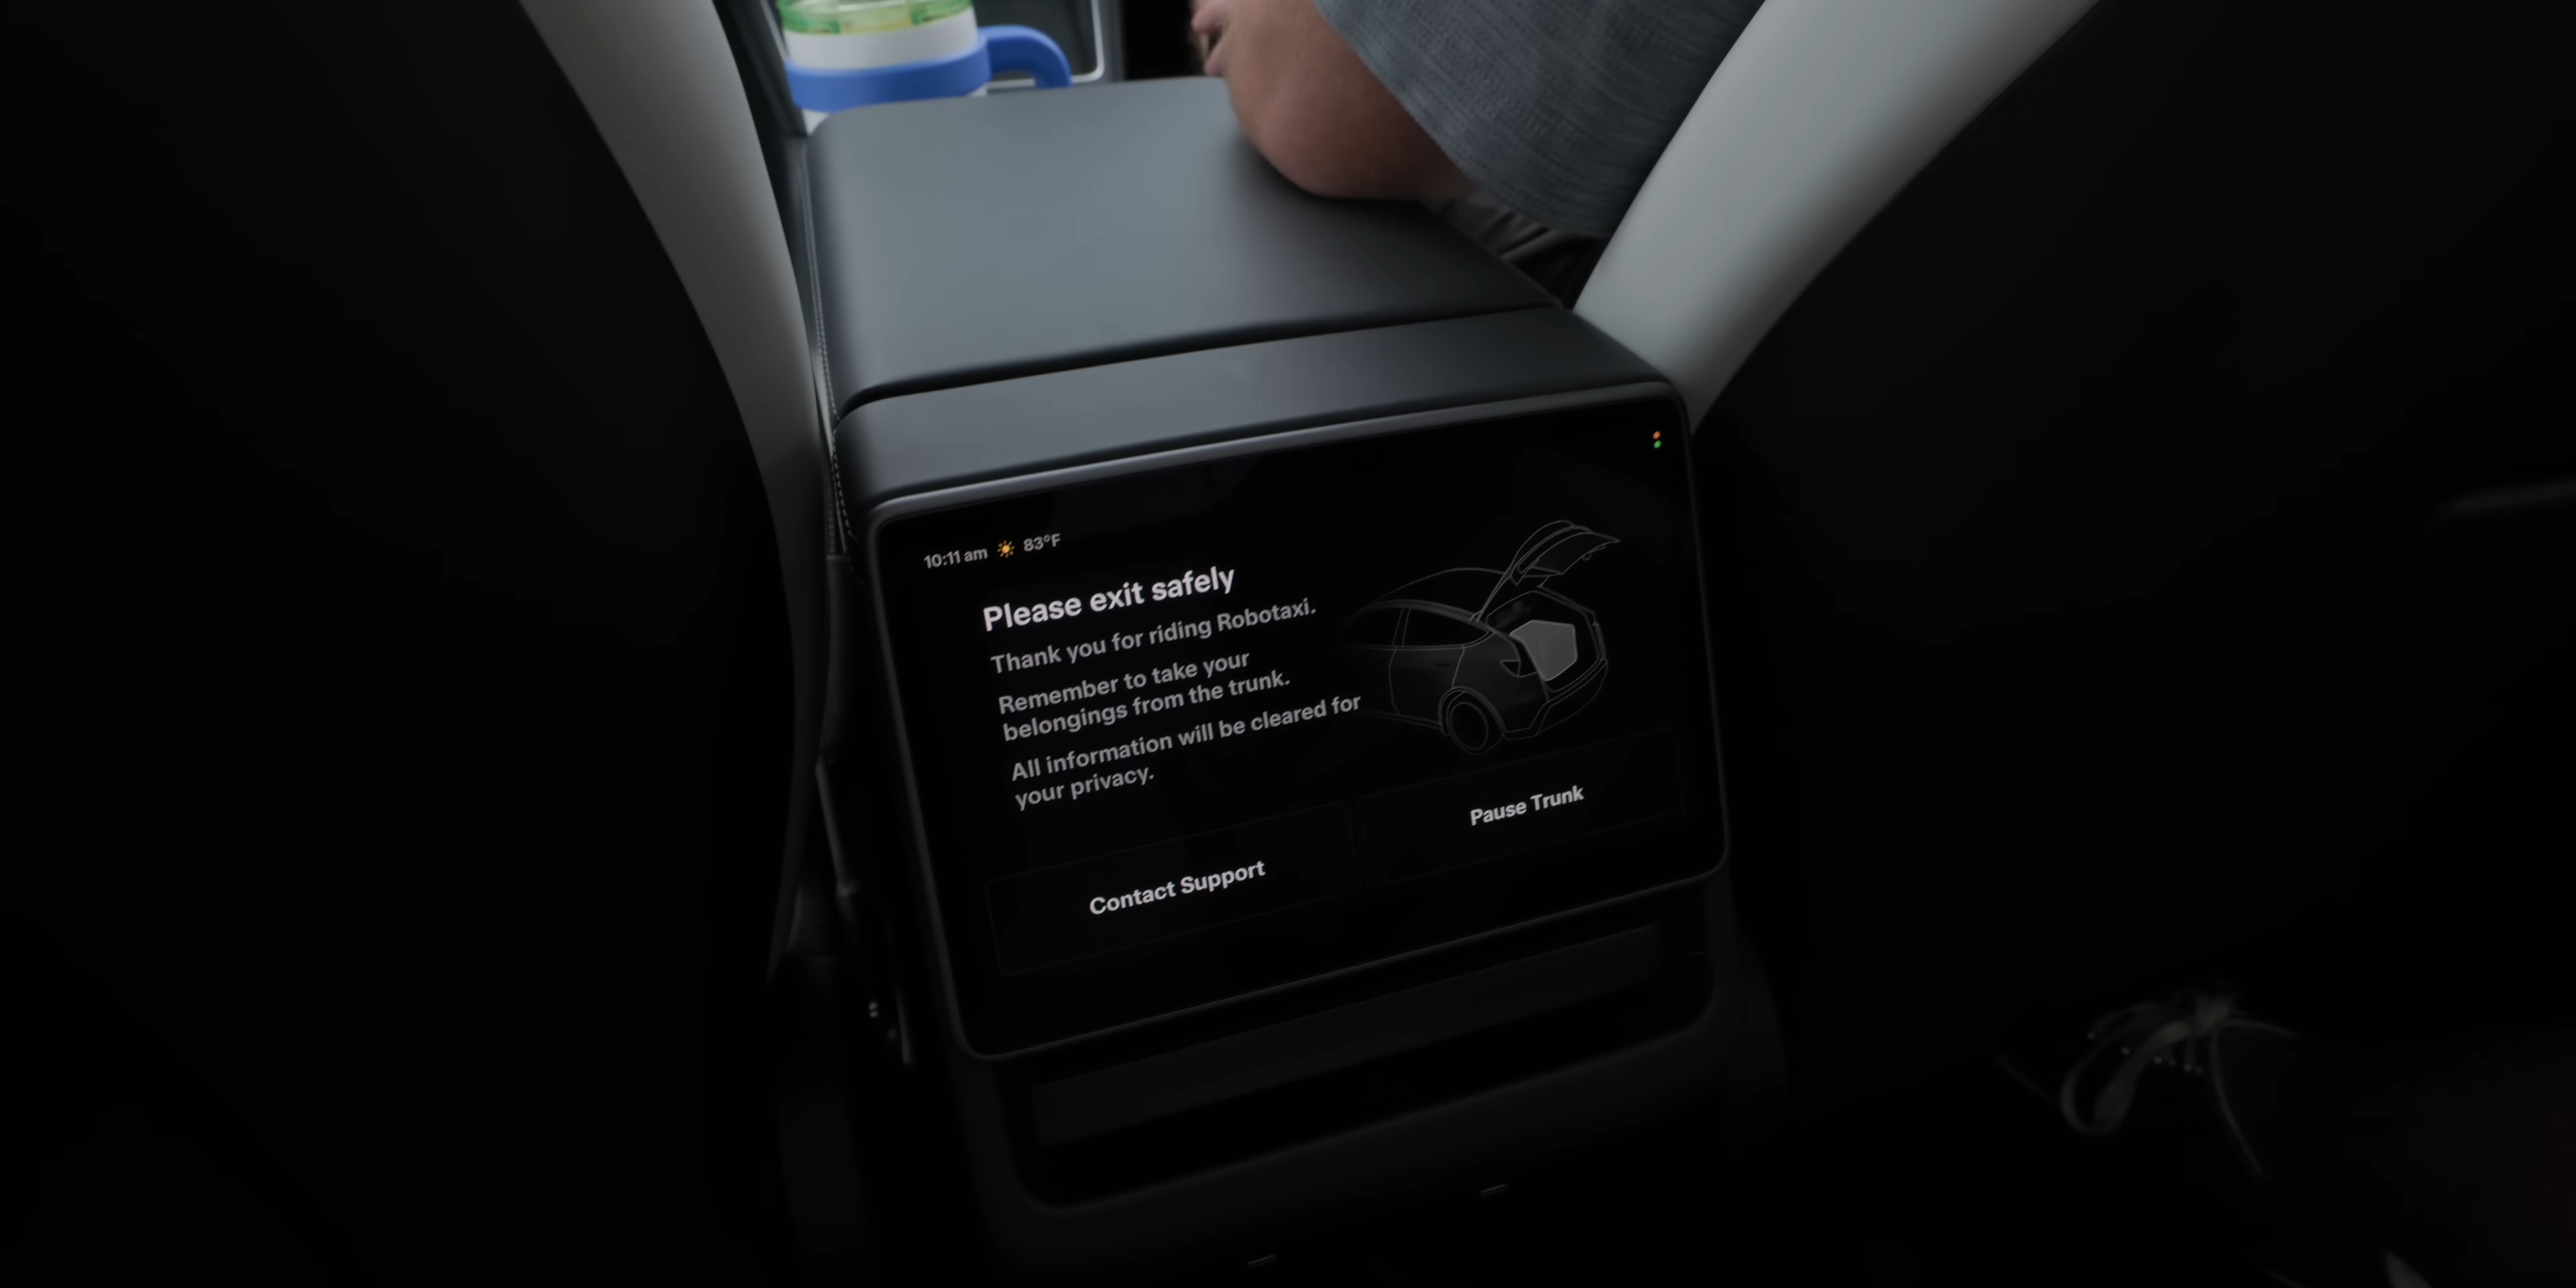 10:11 am 83°F
Please exit safely
Thank you for riding Robotaxi.
Remember to take your
belongings from the trunk.
All information will be cleared for
your privacy.
Contact Support
Pause Trunk